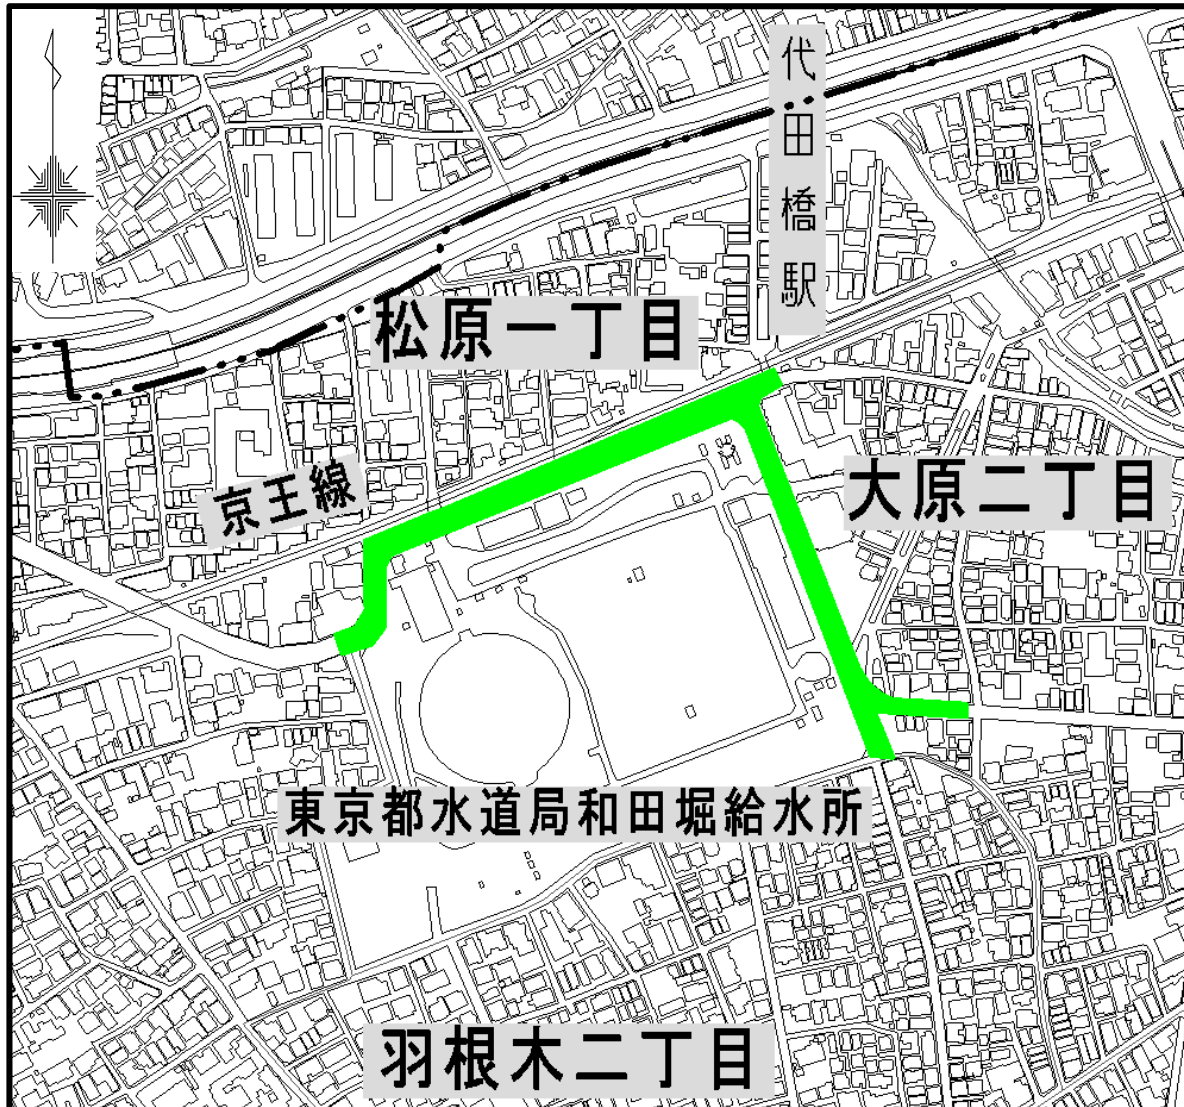 代田橋駅
松原一丁目
京王線
大原二丁目
東京都水道局和田堀給水所
羽根木二丁目